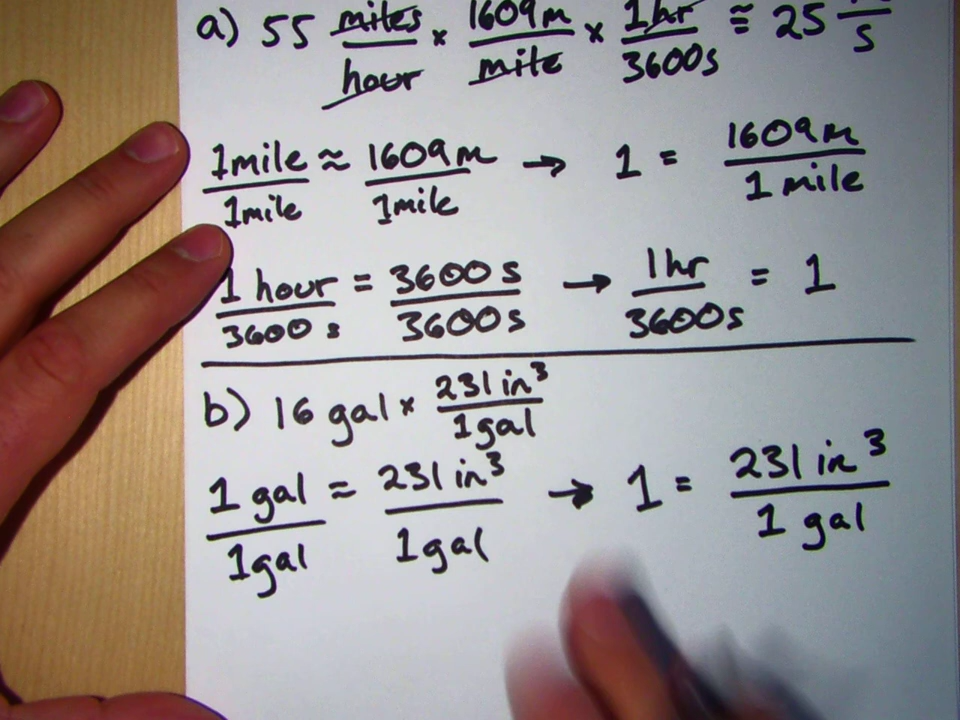 a) 55 miles/hour × 1609m/mile × 1hr/3600s ≅ 25 /s
1mile/1mile ≈ 1609m/1mile → 1 = 1609m/1 mile
1 hour/3600 s = 3600 s/3600 s → 1hr/3600s = 1
b) 16 gal × 231 in³/1gal
1 gal/1gal ≈ 231 in³/1gal → 1 = 231 in³/1 gal